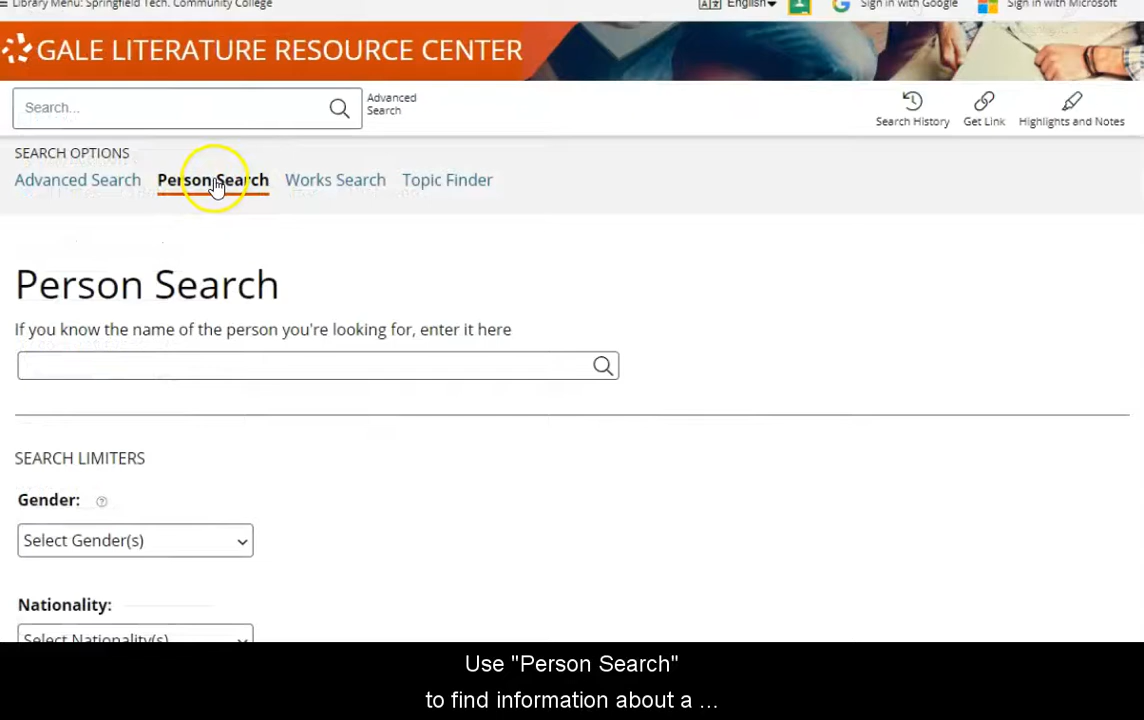 Library Menu: Springfield Tech. Community College
English
Sign in with Google
Sign in with Microsoft
GALE LITERATURE RESOURCE CENTER
Search...
Advanced
Search
Search History
Get Link
Highlights and Notes
SEARCH OPTIONS
Advanced Search
Person Search
Works Search
Topic Finder
Person Search
If you know the name of the person you're looking for, enter it here
SEARCH LIMITERS
Gender:
Select Gender(s)
Nationality:
Select Nationality(s)
Use "Person Search"
to find information about a ...